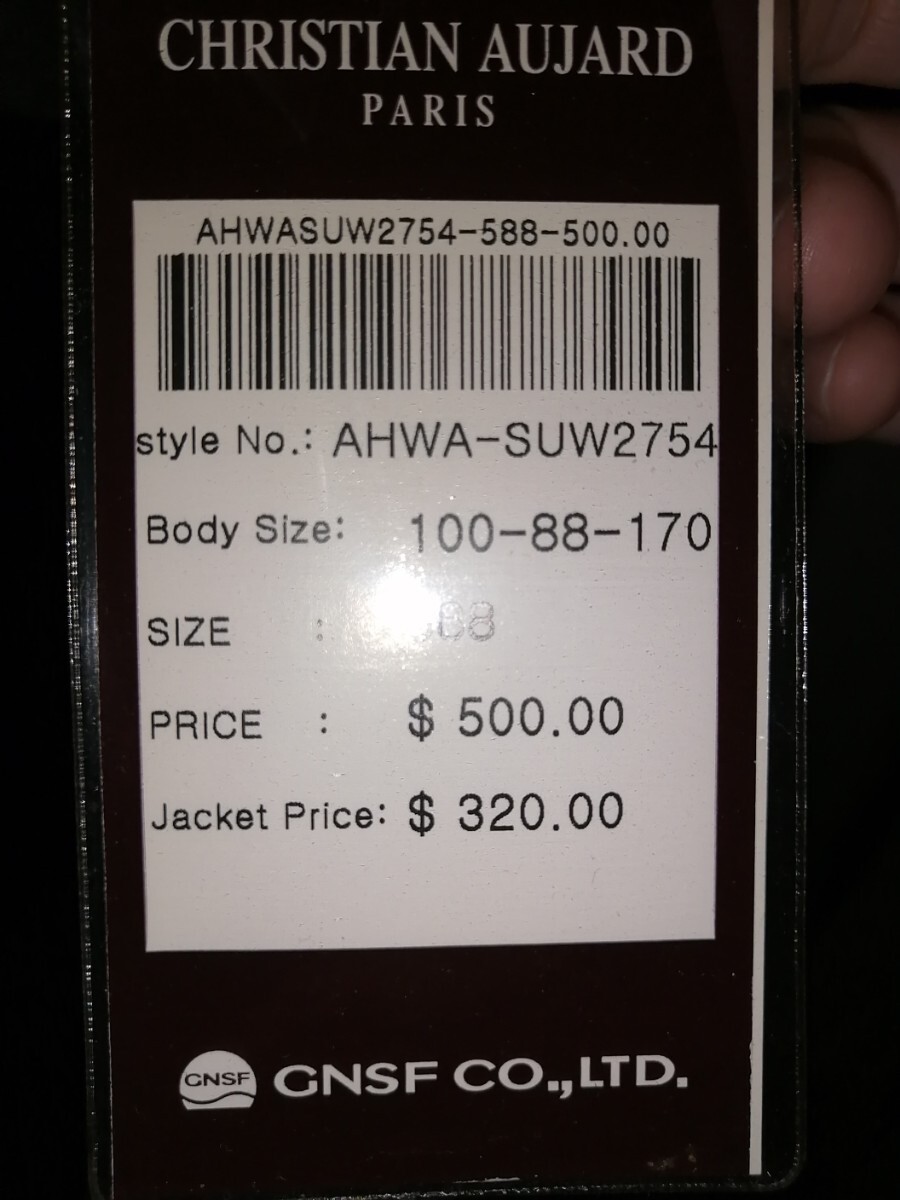 CHRISTIAN AUJARD
PARIS
AHWASUW2754-588-500.00
style No.: AHWA-SUW2754
Body Size: 100-88-170
SIZE :
PRICE : $ 500.00
Jacket Price: $ 320.00
GNSF GNSF CO.,LTD.